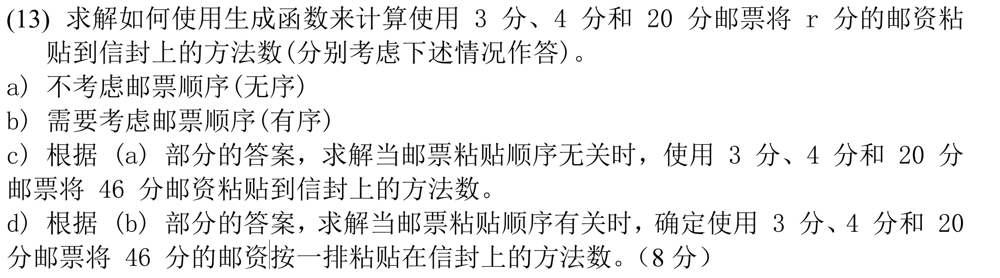 (13) 求解如何使用生成函数来计算使用 3 分、4 分和 20 分邮票将 r 分的邮资粘
贴到信封上的方法数(分别考虑下述情况作答)。
a) 不考虑邮票顺序(无序)
b) 需要考虑邮票顺序(有序)
c) 根据 (a) 部分的答案，求解当邮票粘贴顺序无关时，使用 3 分、4 分和 20 分
邮票将 46 分邮资粘贴到信封上的方法数。
d) 根据 (b) 部分的答案，求解当邮票粘贴顺序有关时，确定使用 3 分、4 分和 20
分邮票将 46 分的邮资按一排粘贴在信封上的方法数。（8 分）